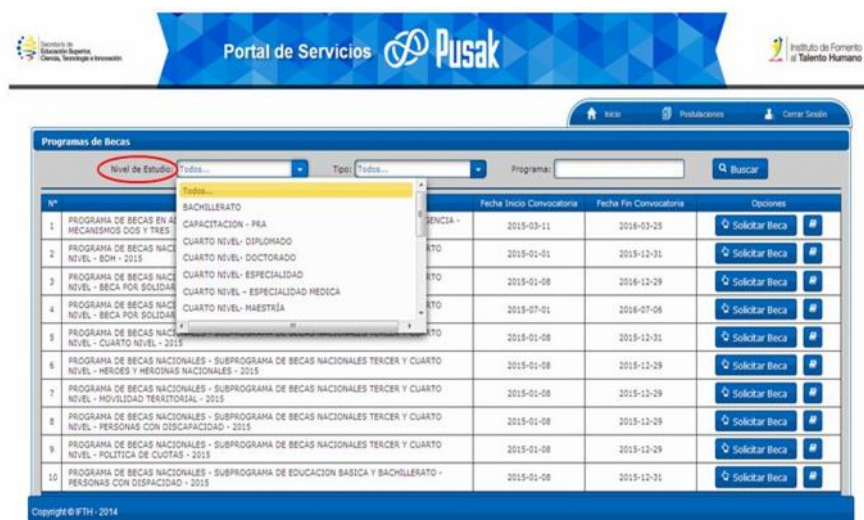 Secretaría de
Educación Superior,
Ciencia, Tecnología e Innovación
Portal de Servicios Pusak
Instituto de Fomento
al Talento Humano
Inicio Postulaciones Cerrar Sesión
Programas de Becas
Nivel de Estudio: Todos... Tipo: Todos... Programa: Buscar
Todos...
BACHILLERATO
CAPACITACION - PRA
CUARTO NIVEL- DIPLOMADO
CUARTO NIVEL- DOCTORADO
CUARTO NIVEL- ESPECIALIDAD
CUARTO NIVEL - ESPECIALIDAD MEDICA
CUARTO NIVEL- MAESTRÍA
Nº Fecha Inicio Convocatoria Fecha Fin Convocatoria Opciones
1 PROGRAMA DE BECAS EN 2015-03-11 2016-03-25 Solicitar Beca
MECANISMOS DOS Y TRES
2 PROGRAMA DE BECAS NACI RTO 2015-01-01 2015-12-31 Solicitar Beca
NIVEL - BDH - 2015
3 PROGRAMA DE BECAS NACI RTO 2015-01-08 2016-12-29 Solicitar Beca
NIVEL - BECA POR SOLIDAR
4 PROGRAMA DE BECAS NACI RTO 2015-07-01 2016-07-06 Solicitar Beca
NIVEL - BECA POR SOLIDAR
5 PROGRAMA DE BECAS NAC RTO 2015-01-08 2015-12-31 Solicitar Beca
NIVEL - CUARTO NIVEL - 2015
6 PROGRAMA DE BECAS NACIONALES - SUBPROGRAMA DE BECAS NACIONALES TERCER Y CUARTO 2015-01-08 2015-12-29 Solicitar Beca
NIVEL - HEROES Y HEROINAS NACIONALES - 2015
7 PROGRAMA DE BECAS NACIONALES - SUBPROGRAMA DE BECAS NACIONALES TERCER Y CUARTO 2015-01-08 2015-12-29 Solicitar Beca
NIVEL - MOVILIDAD TERRITORIAL - 2015
8 PROGRAMA DE BECAS NACIONALES - SUBPROGRAMA DE BECAS NACIONALES TERCER Y CUARTO 2015-01-08 2015-12-29 Solicitar Beca
NIVEL - PERSONAS CON DISCAPACIDAD - 2015
9 PROGRAMA DE BECAS NACIONALES - SUBPROGRAMA DE BECAS NACIONALES TERCER Y CUARTO 2015-01-08 2015-12-29 Solicitar Beca
NIVEL - POLITICA DE CUOTAS - 2015
10 PROGRAMA DE BECAS NACIONALES - SUBPROGRAMA DE EDUCACION BASICA Y BACHILLERATO - 2015-01-08 2015-12-31 Solicitar Beca
PERSONAS CON DISPACIDAD - 2015
Copyright © IFTH - 2014